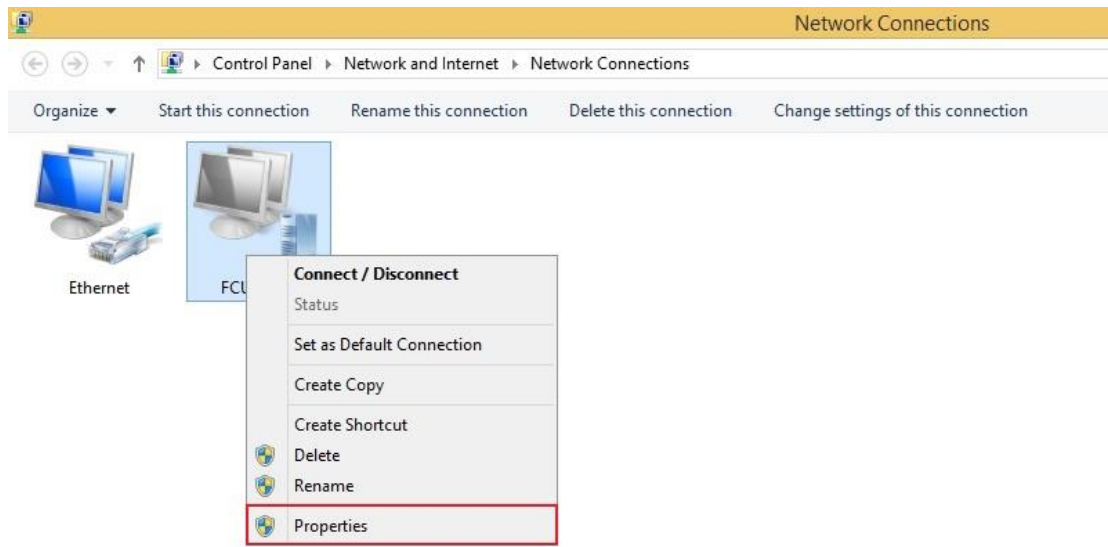 Network Connections
Control Panel Network and Internet Network Connections
Organize Start this connection Rename this connection Delete this connection Change settings of this connection
Ethernet
Connect / Disconnect
Status
Set as Default Connection
Create Copy
Create Shortcut
Delete
Rename
Properties